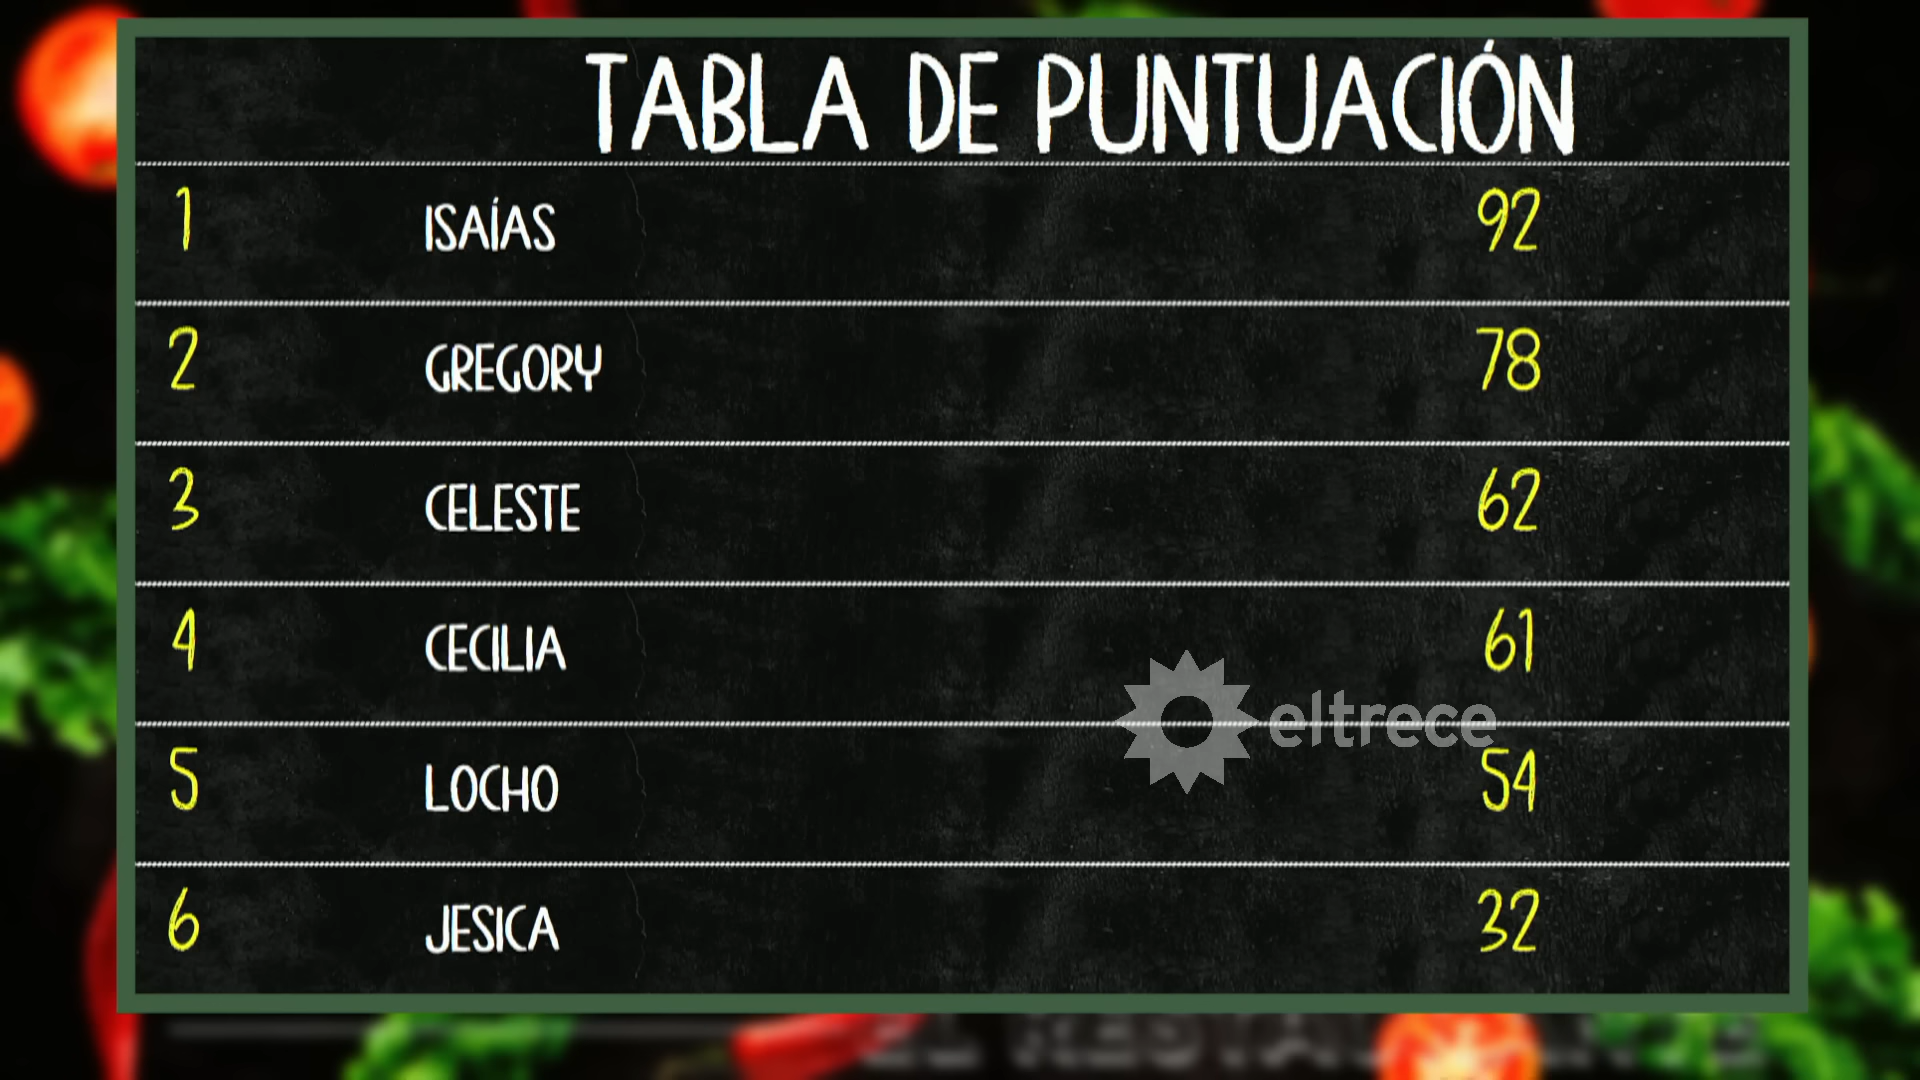 TABLA DE PUNTUACIÓN
1 ISAÍAS 92
2 GREGORY 78
3 CELESTE 62
4 CECILIA 61
eltrece
5 LOCHO 54
6 JESICA 32